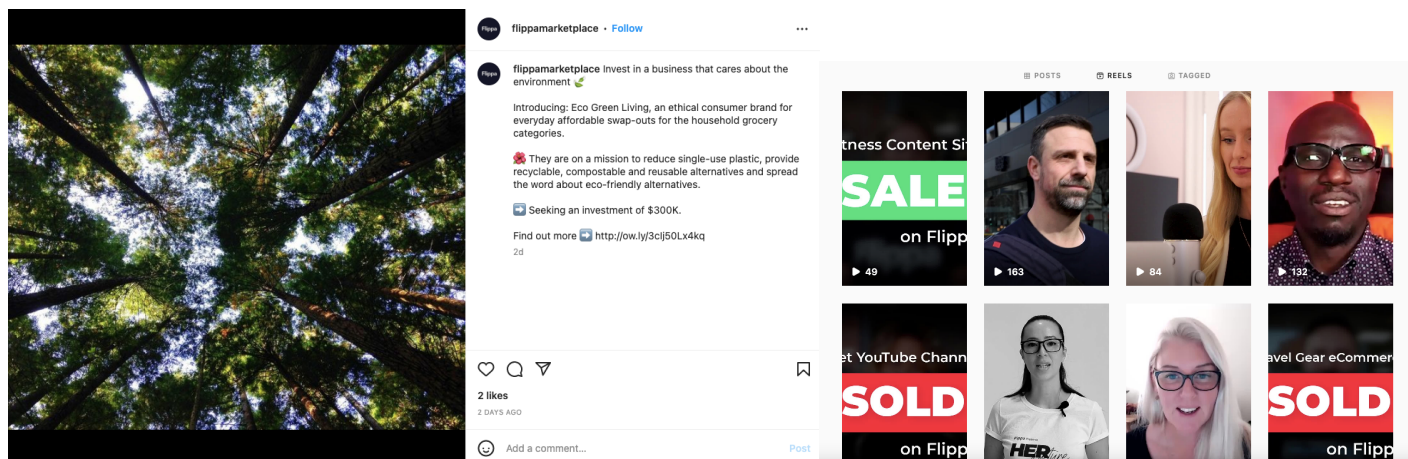 Flippa
flippamarketplace • Follow
Flippa
flippamarketplace Invest in a business that cares about the
environment 🌿
Introducing: Eco Green Living, an ethical consumer brand for
everyday affordable swap-outs for the household grocery
categories.
🌺 They are on a mission to reduce single-use plastic, provide
recyclable, compostable and reusable alternatives and spread
the word about eco-friendly alternatives.
➡️ Seeking an investment of $300K.
Find out more ➡️ http://ow.ly/3clj50Lx4kq
2d
2 likes
2 DAYS AGO
Add a comment...
Post
POSTS
REELS
TAGGED
tness Content Sit
SALE
on Flipp
49
163
84
132
et YouTube Chann
SOLD
on Flipp
HER
avel Gear eCommer
SOLD
on Flipp